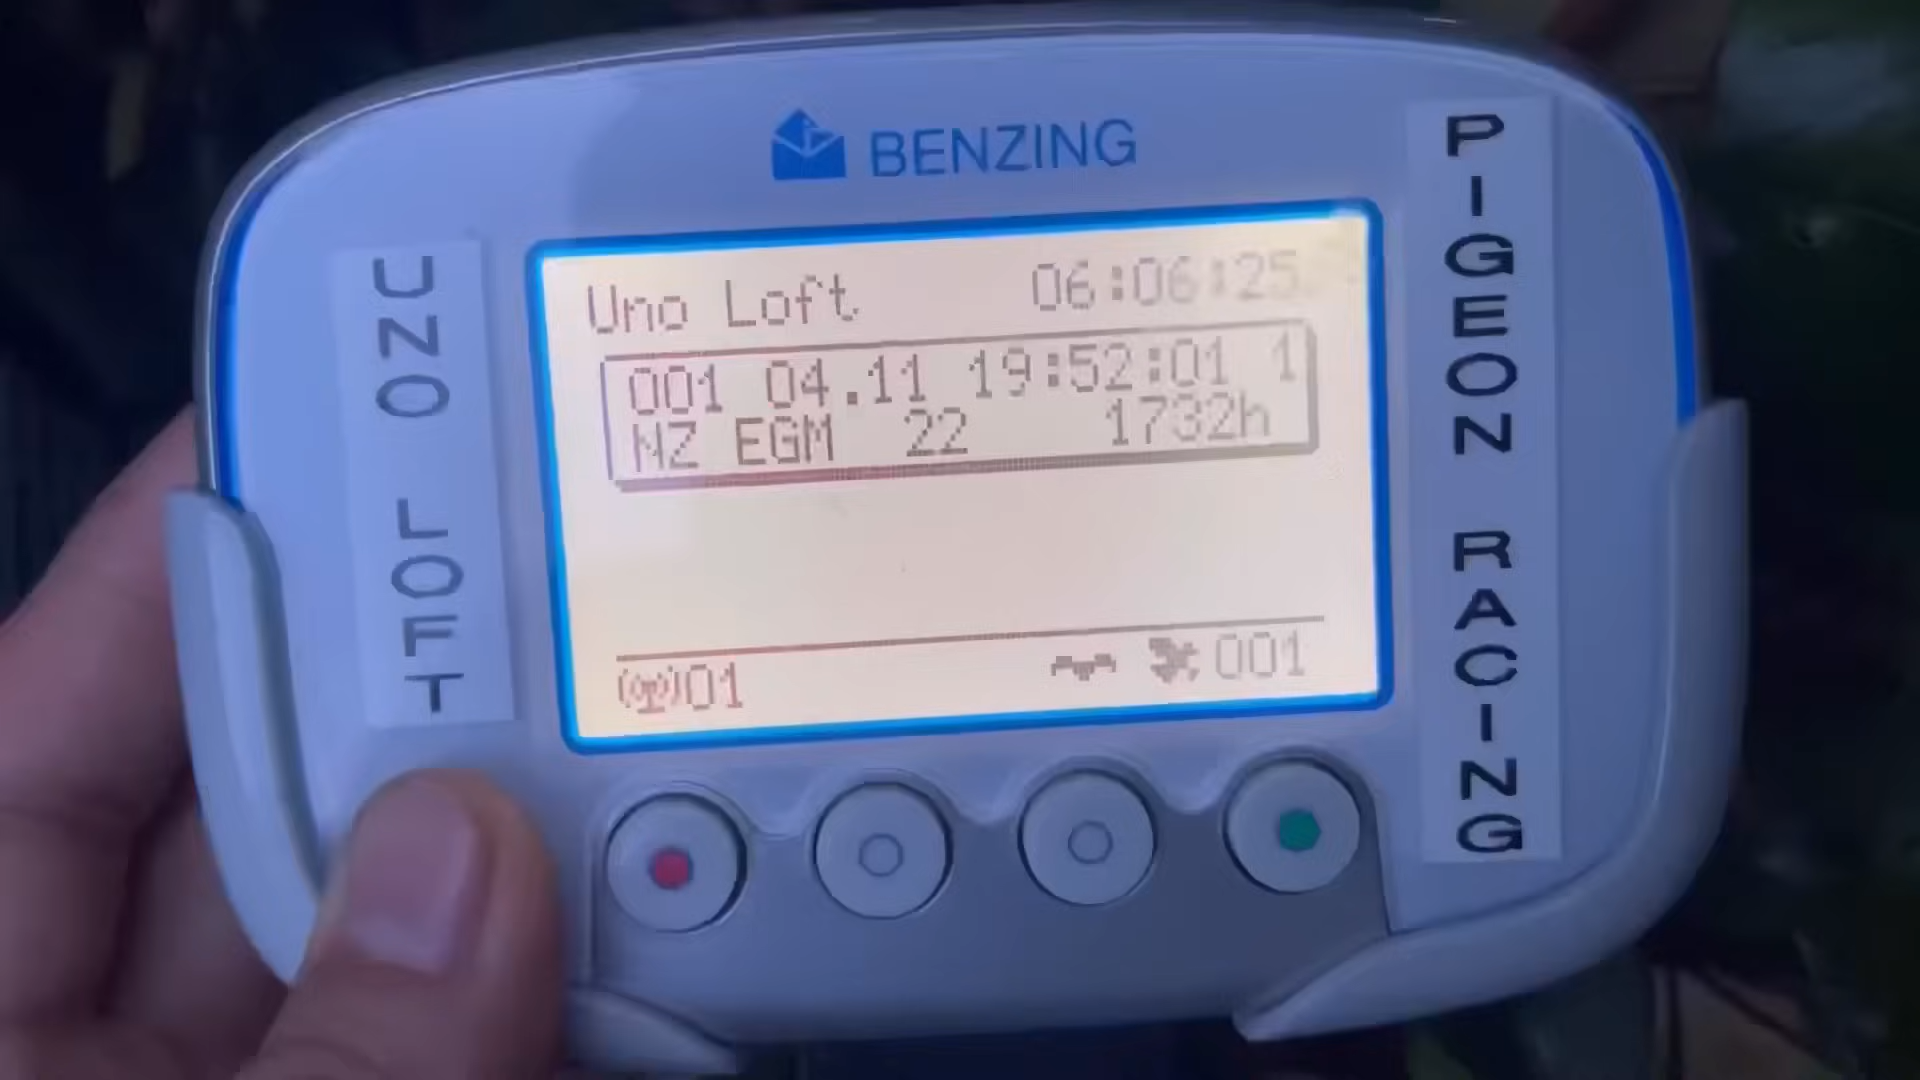 BENZING
UNO LOFT
Uno Loft 06:06:25
001 04.11 19:52:01 1
NZ EGM 22 1732h
01 001
PIGEON RACING